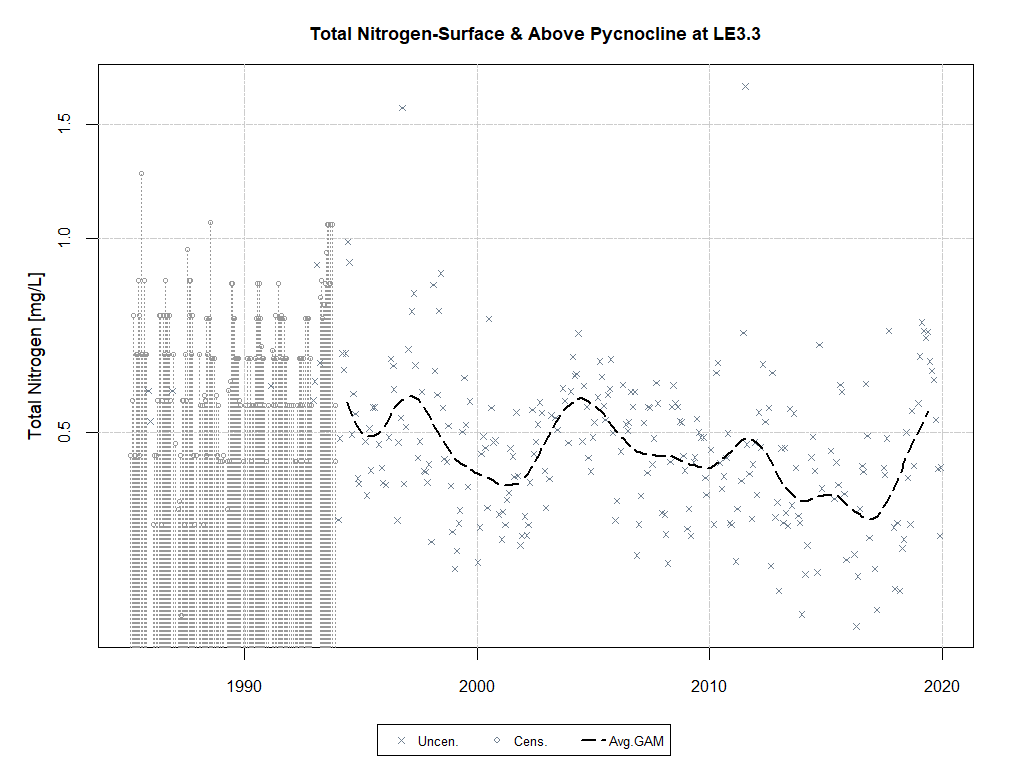 Total Nitrogen-Surface & Above Pycnocline at LE3.3
Total Nitrogen [mg/L]
1.5
1.0
0.5
1990 2000 2010 2020
Uncen. Cens. Avg.GAM